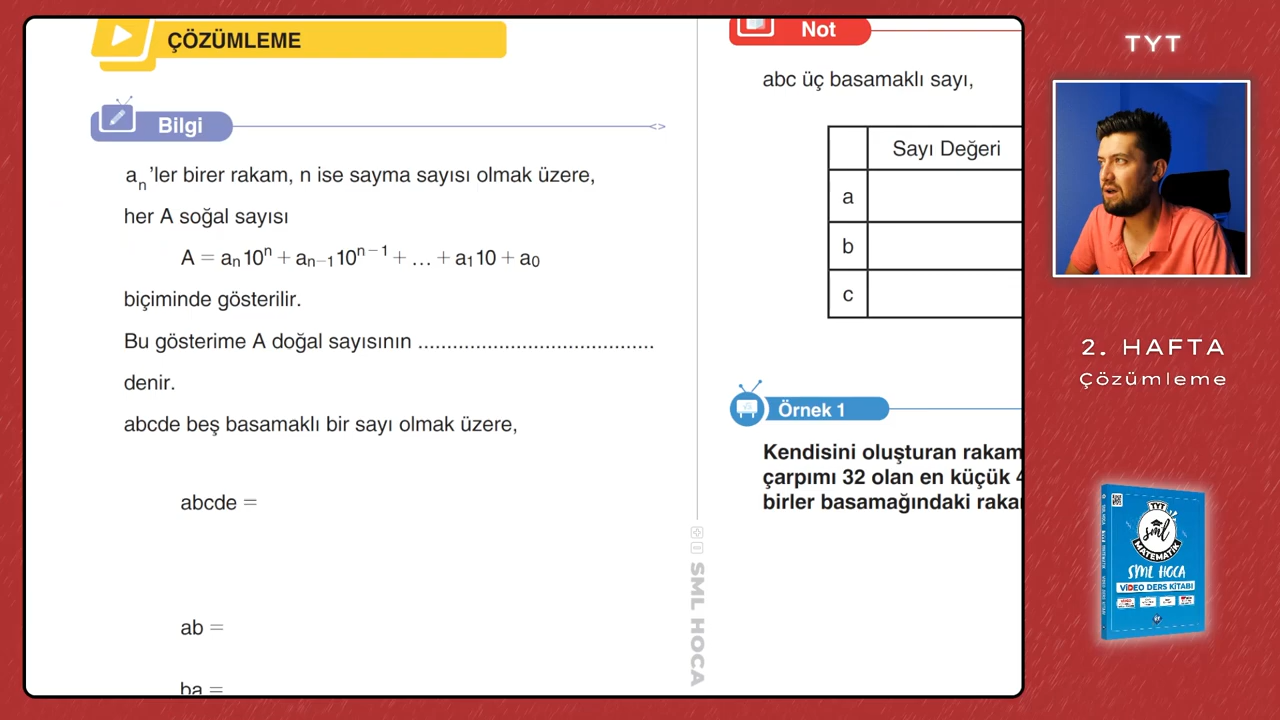 ÇÖZÜMLEME
Bilgi
aₙ'ler birer rakam, n ise sayma sayısı olmak üzere,
her A soğal sayısı
A = aₙ10ⁿ + aₙ₋₁10ⁿ⁻¹ + … + a₁10 + a₀
biçiminde gösterilir.
Bu gösterime A doğal sayısının ........................................
denir.
abcde beş basamaklı bir sayı olmak üzere,
abcde =
ab =
ba =
SML HOCA
Not
abc üç basamaklı sayı,
Sayı Değeri
a
b
c
Örnek 1
Kendisini oluşturan rakam
çarpımı 32 olan en küçük 4
birler basamağındaki raka
TYT
2. HAFTA
Çözümleme
TYT
sml
MATEMATİK
SML HOCA
VİDEO DERS KİTABI